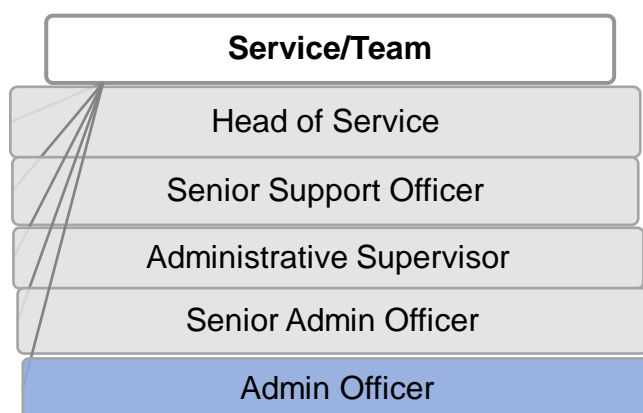 Service/Team
Head of Service
Senior Support Officer
Administrative Supervisor
Senior Admin Officer
Admin Officer